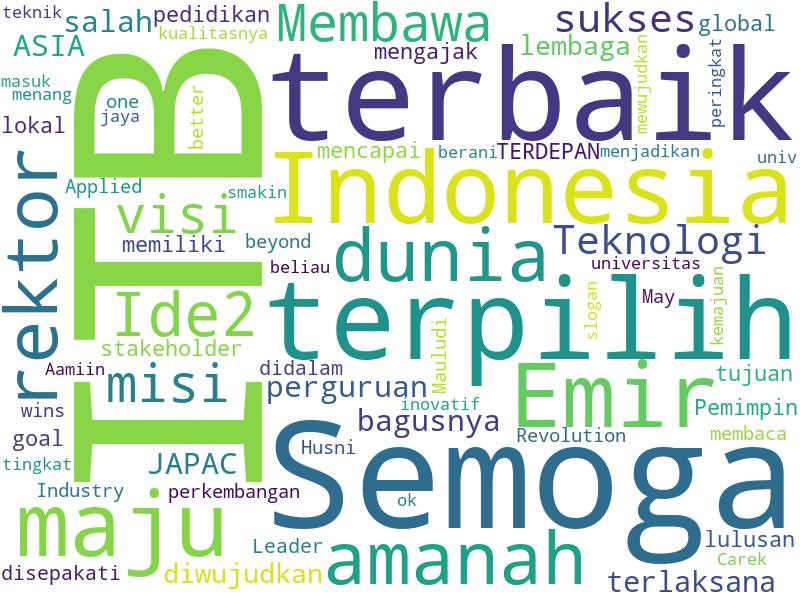 teknik
salah
pedidikan
kualitasnya
Membawa
sukses
global
ASIA
mengajak
lembaga
mewujudkan
peringkat
masuk
menang
one
jaya
better
terbaik
lokal
ITB
mencapai
berani
TERDEPAN
menjadikan
univ
rektor
Applied
smakin
Indonesia
visi
memiliki
beyond
dunia
Teknologi
beliau
universitas
Ide2
terpilih
slogan
May
kemajuan
stakeholder
Mauludi
Aamiin
misi
didalam
perguruan
Emir
tujuan
wins
inovatif
bagusnya
Pemimpin
goal
Semoga
Husni
Revolution
membaca
tingkat
JAPAC
Industry
perkembangan
ok
maju
Leader
amanah
lulusan
Carek
disepakati
diwujudkan
terlaksana